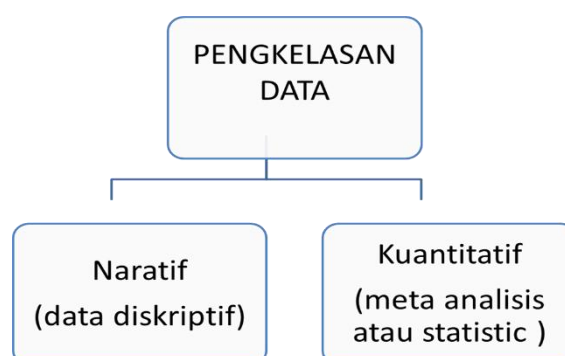 PENGKELASAN
DATA
Naratif
(data diskriptif)
Kuantitatif
(meta analisis
atau statistic )